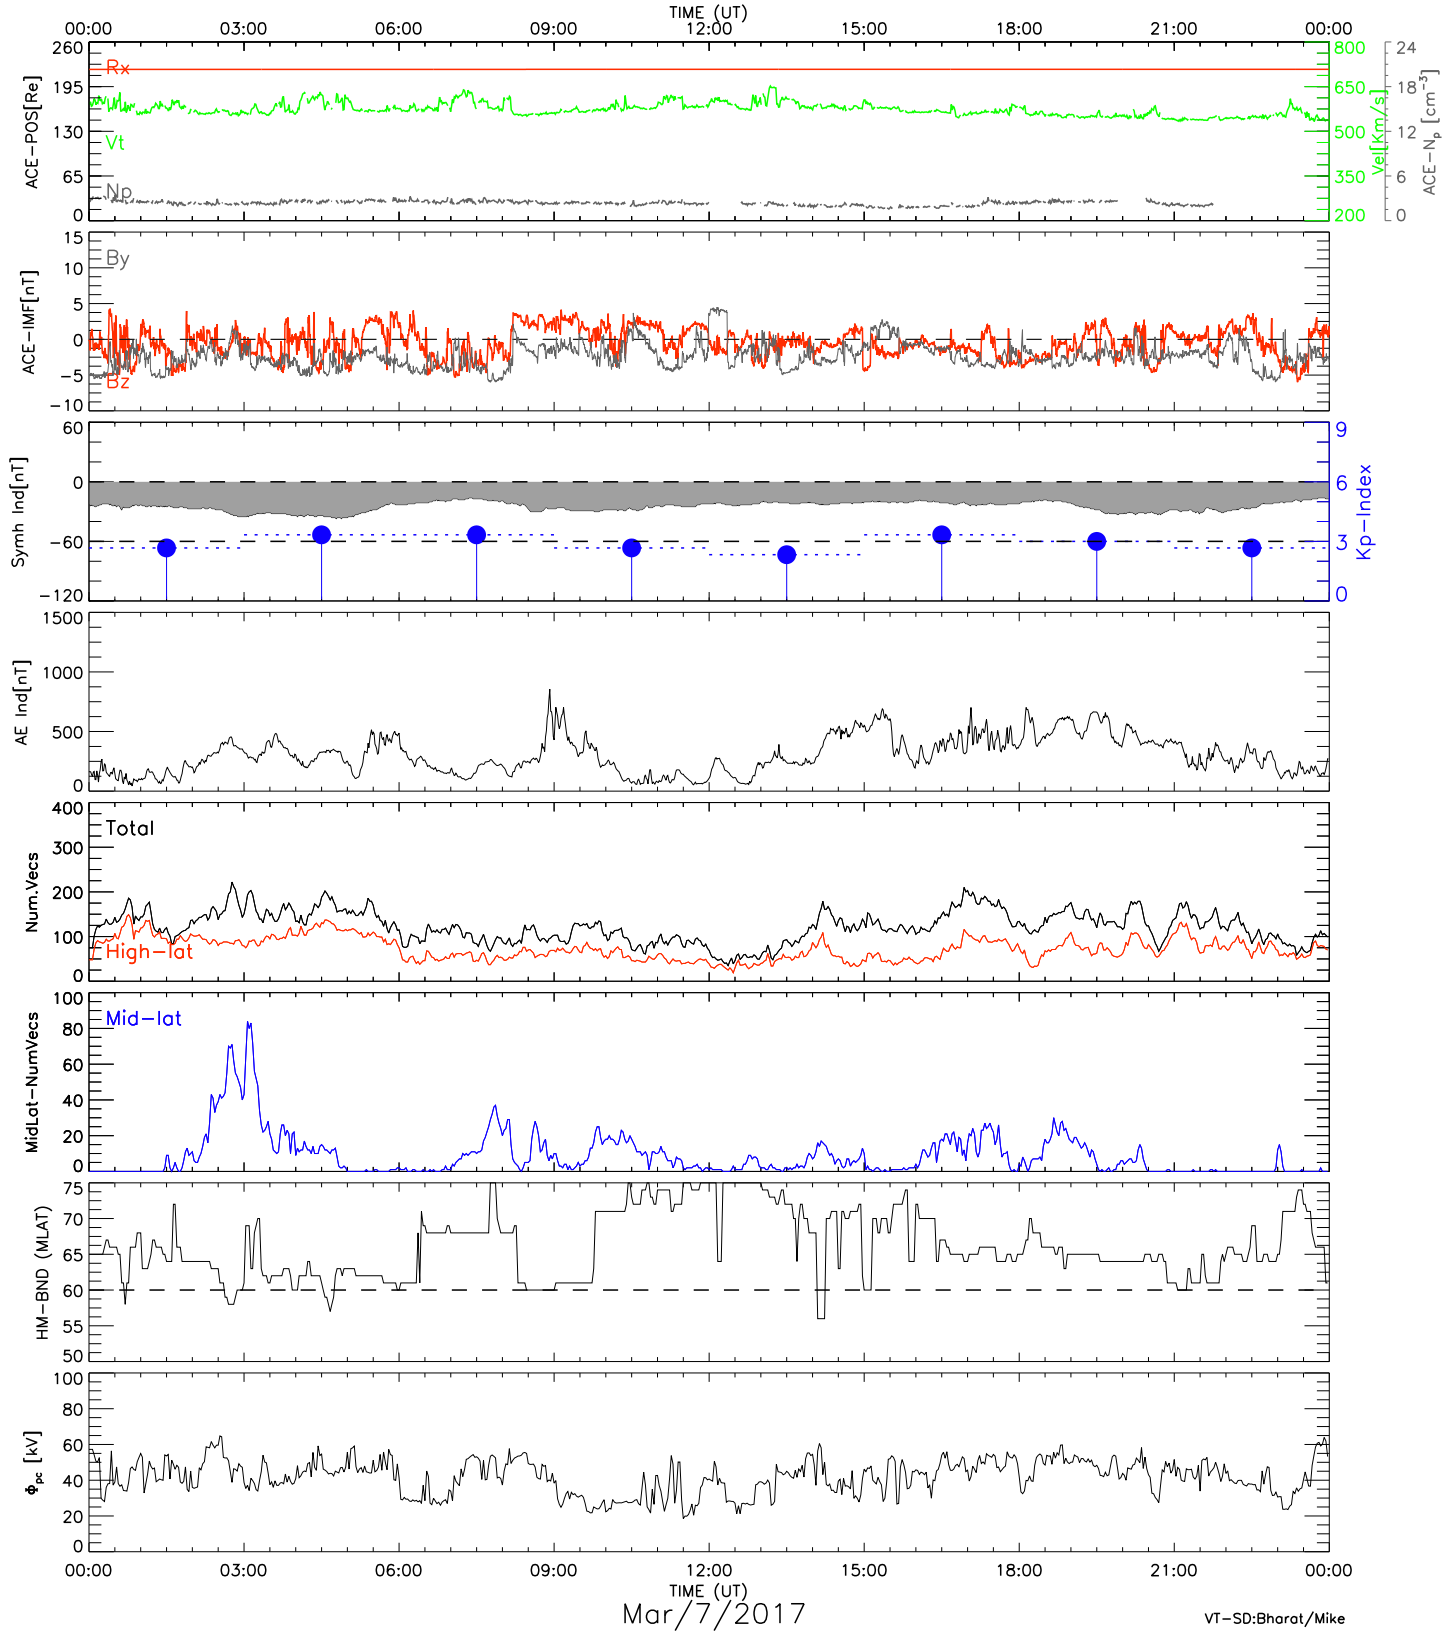 TIME (UT)
00:00 03:00 06:00 09:00 12:00 15:00 18:00 21:00 00:00
260 195 130 65 0
ACE-POS[Re]
Rx
Vt
Np
800 650 500 350 200
Vel[Km/s]
24 18 12 6 0
ACE-Np [cm-3]
15 10 5 0 -5 -10
ACE-IMF[nT]
By
Bz
60 0 -60 -120
Symh Ind[nT]
9 6 3 0
Kp-Index
1500 1000 500 0
AE Ind[nT]
400 300 200 100 0
Num.Vecs
Total
High-lat
100 80 60 40 20 0
MidLat-NumVecs
Mid-lat
75 70 65 60 55 50
HM-BND (MLAT)
100 80 60 40 20 0
Φpc [kV]
00:00 03:00 06:00 09:00 12:00 15:00 18:00 21:00 00:00
TIME (UT)
Mar/7/2017
VT-SD:Bharat/Mike